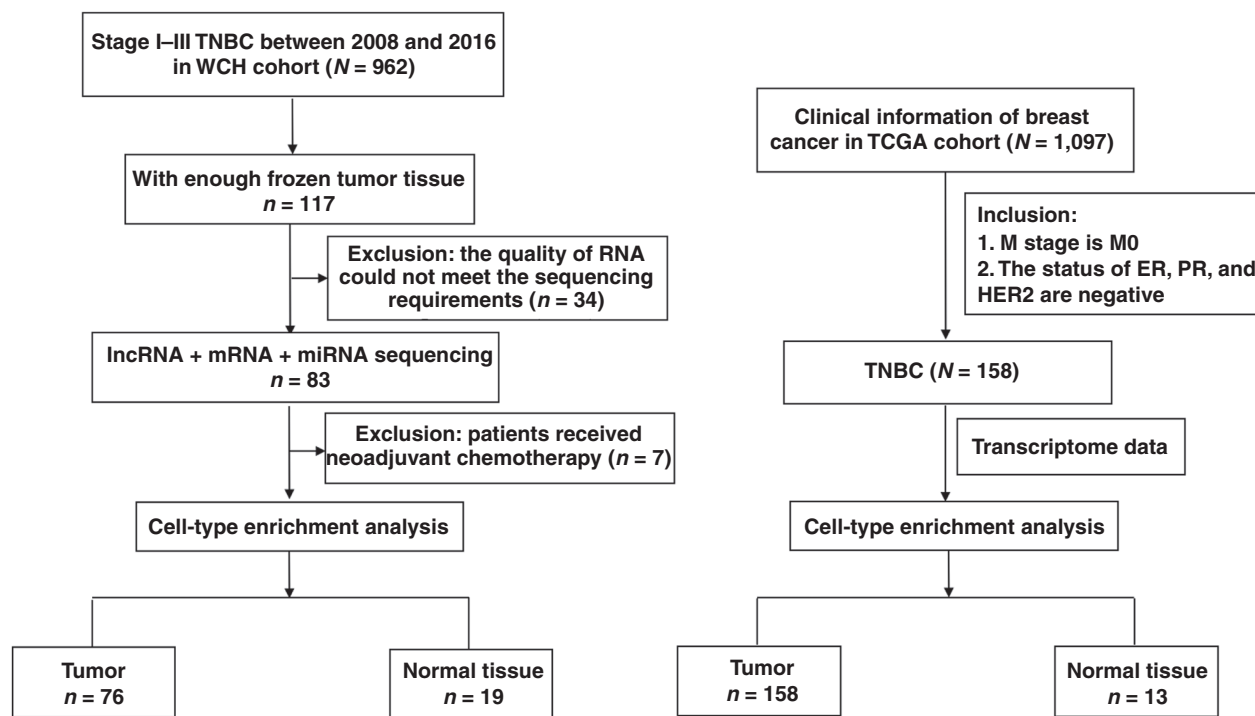 Stage I–III TNBC between 2008 and 2016
in WCH cohort (N = 962)
With enough frozen tumor tissue
n = 117
Exclusion: the quality of RNA
could not meet the sequencing
requirements (n = 34)
lncRNA + mRNA + miRNA sequencing
n = 83
Exclusion: patients received
neoadjuvant chemotherapy (n = 7)
Cell-type enrichment analysis
Tumor
n = 76
Normal tissue
n = 19
Clinical information of breast
cancer in TCGA cohort (N = 1,097)
Inclusion:
1. M stage is M0
2. The status of ER, PR, and
HER2 are negative
TNBC (N = 158)
Transcriptome data
Cell-type enrichment analysis
Tumor
n = 158
Normal tissue
n = 13